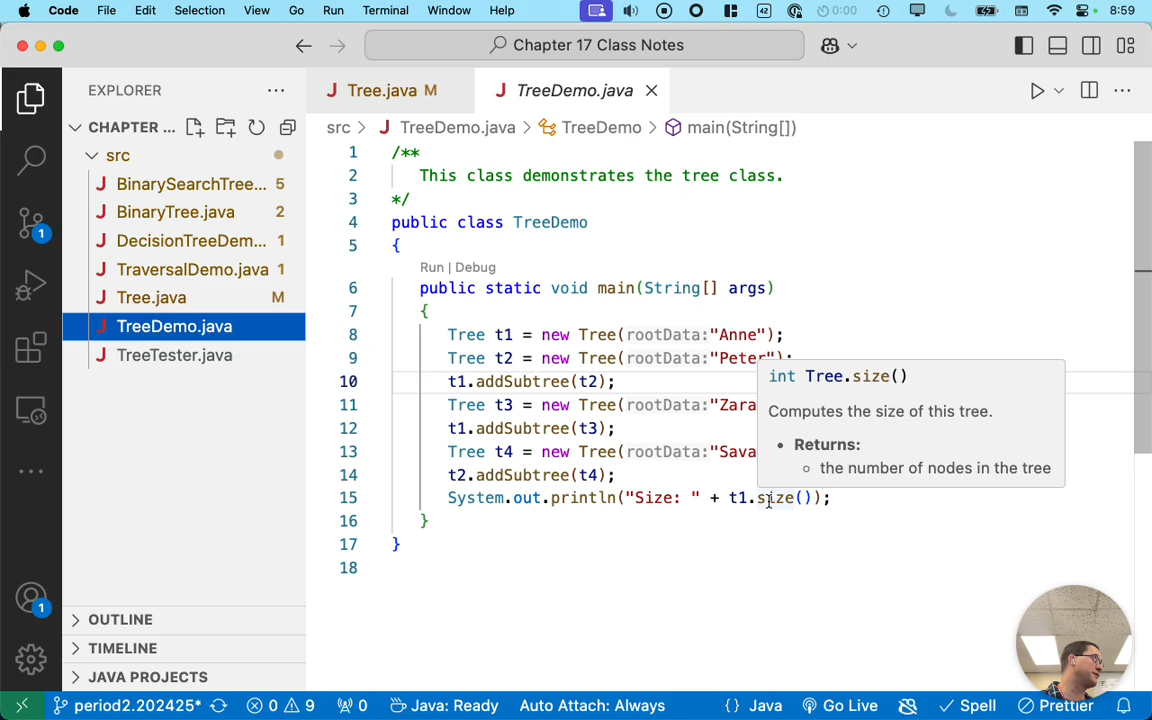 Code File Edit Selection View Go Run Terminal Window Help 42 0:00 8:59
Chapter 17 Class Notes
EXPLORER ...
Tree.java M
TreeDemo.java
CHAPTER ...
src > TreeDemo.java > TreeDemo > main(String[])
src
BinarySearchTree... 5
BinaryTree.java 2
DecisionTreeDem... 1
TraversalDemo.java 1
Tree.java M
TreeDemo.java
TreeTester.java
1 /**
2 This class demonstrates the tree class.
3 */
4 public class TreeDemo
5 {
Run | Debug
6 public static void main(String[] args)
7 {
8 Tree t1 = new Tree(rootData:"Anne");
9 Tree t2 = new Tree(rootData:"Peter");
10 t1.addSubtree(t2);
11 Tree t3 = new Tree(rootData:"Zara
12 t1.addSubtree(t3);
13 Tree t4 = new Tree(rootData:"Sava
14 t2.addSubtree(t4);
15 System.out.println("Size: " + t1.size());
16 }
17 }
18
int Tree.size()
Computes the size of this tree.
• Returns:
○ the number of nodes in the tree
1
OUTLINE
TIMELINE
JAVA PROJECTS
1
period2.202425* 0 9 0 Java: Ready Auto Attach: Always {} Java Go Live Spell Prettier